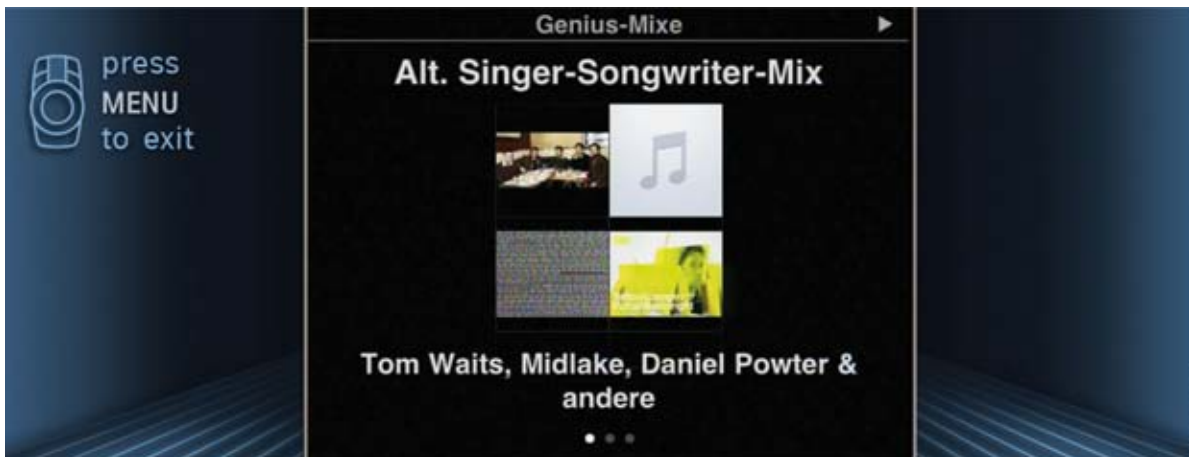 press
MENU
to exit
Genius-Mixe
Alt. Singer-Songwriter-Mix
Tom Waits, Midlake, Daniel Powter &
andere